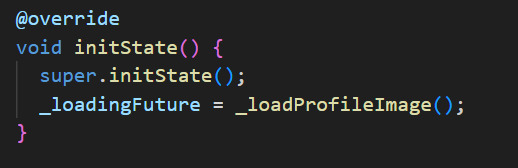 @override
void initState() {
  super.initState();
  _loadingFuture = _loadProfileImage();
}